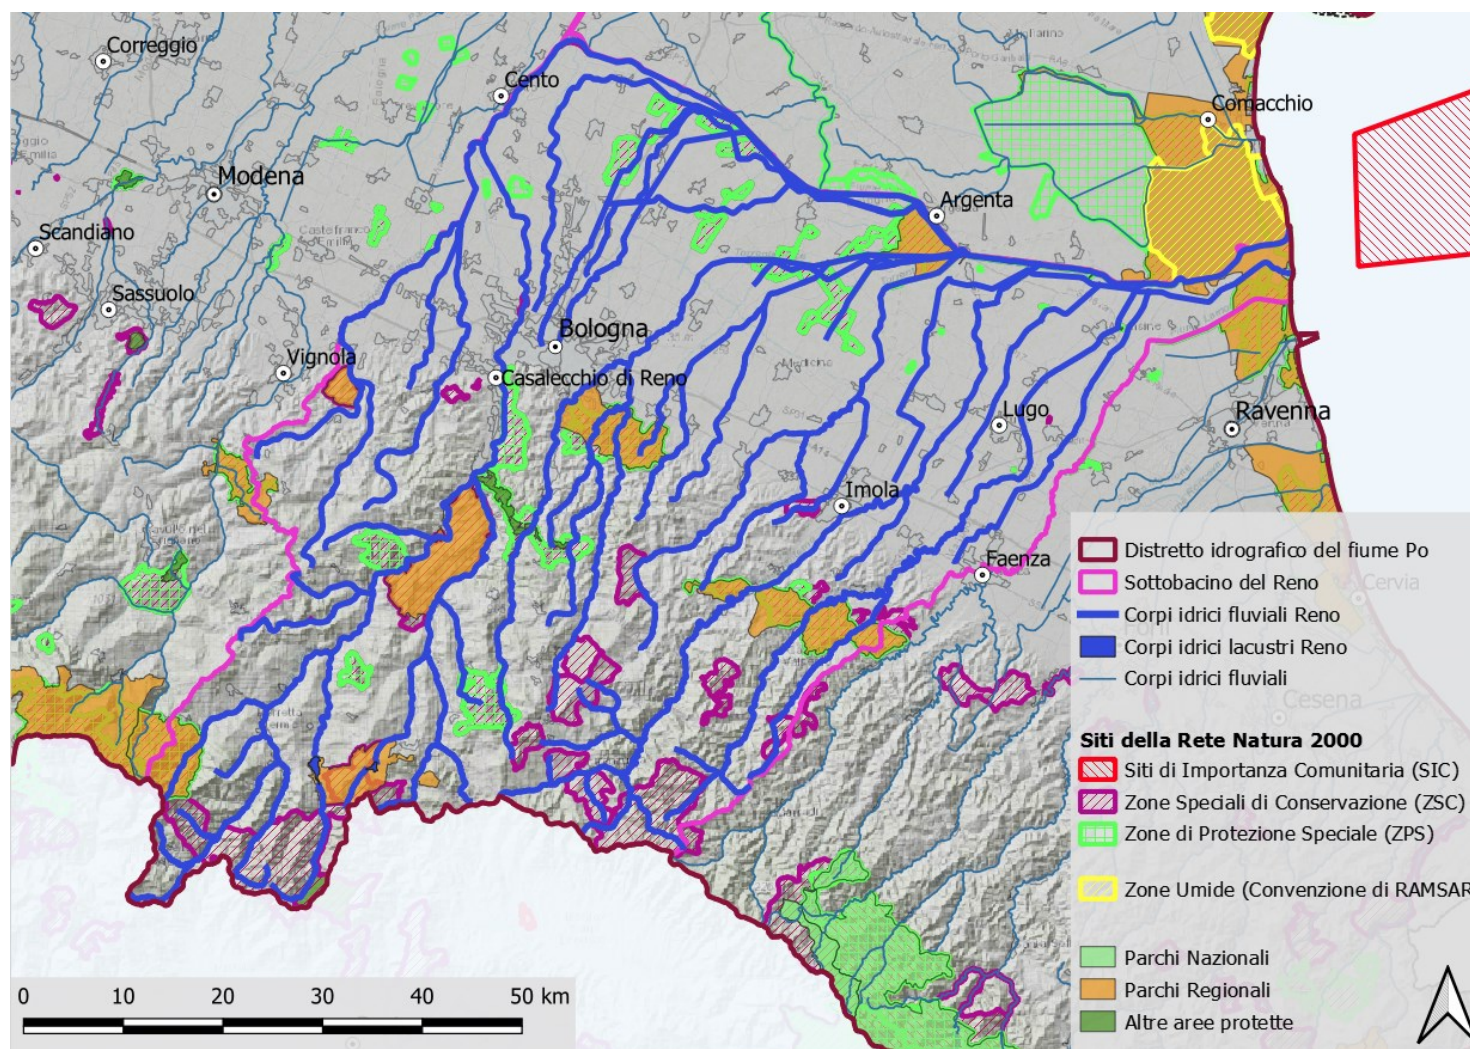 Correggio
Cento
Comacchio
Modena
Argenta
Scandiano
Sassuolo
Bologna
Vignola
Casalecchio di Reno
Lugo
Ravenna
Imola
Faenza
Cervia
Cesena
Distretto idrografico del fiume Po
Sottobacino del Reno
Corpi idrici fluviali Reno
Corpi idrici lacustri Reno
Corpi idrici fluviali
Siti della Rete Natura 2000
Siti di Importanza Comunitaria (SIC)
Zone Speciali di Conservazione (ZSC)
Zone di Protezione Speciale (ZPS)
Zone Umide (Convenzione di RAMSAR
Parchi Nazionali
Parchi Regionali
Altre aree protette
0 10 20 30 40 50 km